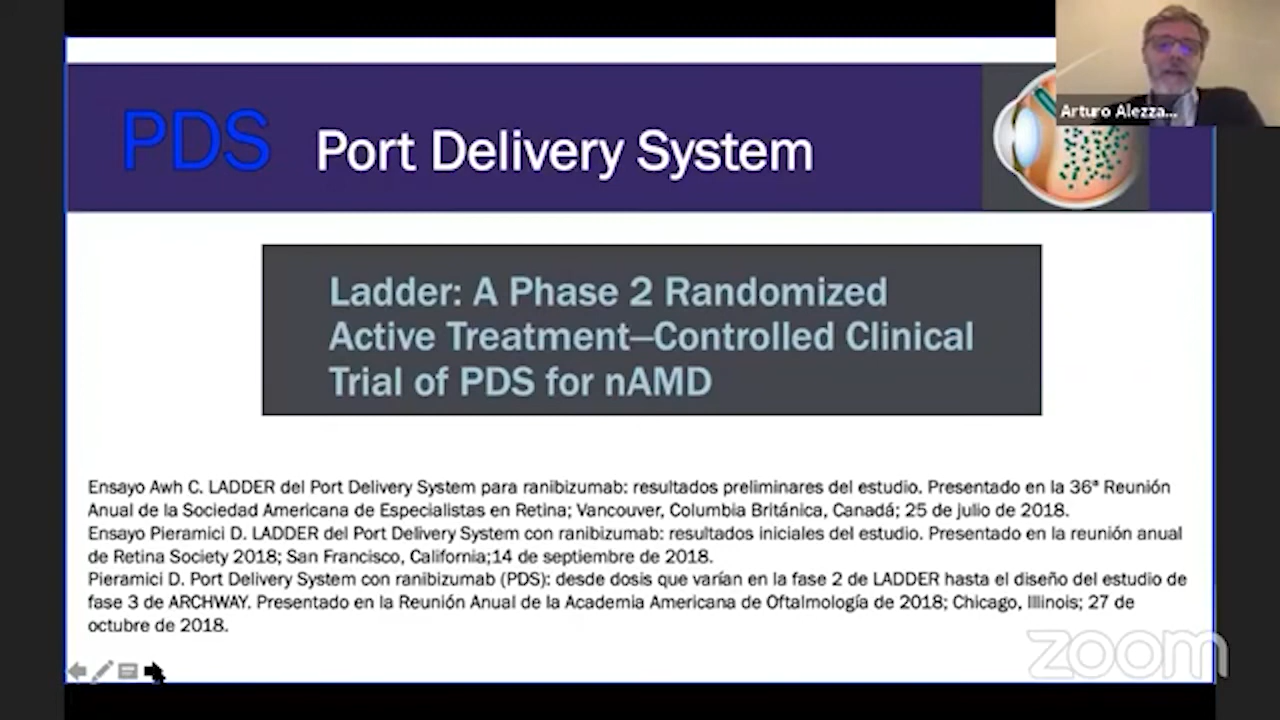 PDS Port Delivery System
Arturo Alezza...
Ladder: A Phase 2 Randomized
Active Treatment—Controlled Clinical
Trial of PDS for nAMD
Ensayo Awh C. LADDER del Port Delivery System para ranibizumab: resultados preliminares del estudio. Presentado en la 36ª Reunión
Anual de la Sociedad Americana de Especialistas en Retina; Vancouver, Columbia Británica, Canadá; 25 de julio de 2018.
Ensayo Pieramici D. LADDER del Port Delivery System con ranibizumab: resultados iniciales del estudio. Presentado en la reunión anual
de Retina Society 2018; San Francisco, California;14 de septiembre de 2018.
Pieramici D. Port Delivery System con ranibizumab (PDS): desde dosis que varían en la fase 2 de LADDER hasta el diseño del estudio de
fase 3 de ARCHWAY. Presentado en la Reunión Anual de la Academia Americana de Oftalmología de 2018; Chicago, Illinois; 27 de
octubre de 2018.
zoom